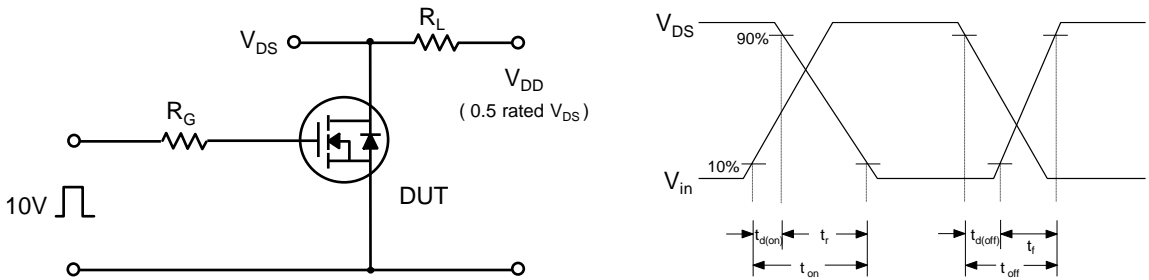 V_DS
R_L
V_DD
( 0.5 rated V_DS )
R_G
10V
DUT
V_DS
90%
10%
V_in
t_d(on)
t_r
t_on
t_d(off)
t_f
t_off